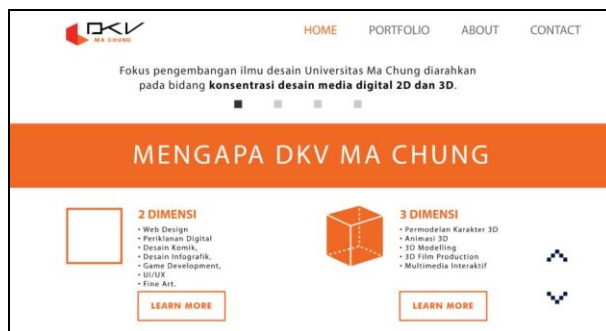 DKV
MA CHUNG
HOME PORTFOLIO ABOUT CONTACT
Fokus pengembangan ilmu desain Universitas Ma Chung diarahkan
pada bidang konsentrasi desain media digital 2D dan 3D.
MENGAPA DKV MA CHUNG
2 DIMENSI
• Web Design
• Periklanan Digital
• Desain Komik,
• Desain Infografik,
• Game Development,
• UI/UX
• Fine Art.
LEARN MORE
3 DIMENSI
• Permodelan Karakter 3D
• Animasi 3D
• 3D Modelling
• 3D Film Production
• Multimedia Interaktif
LEARN MORE